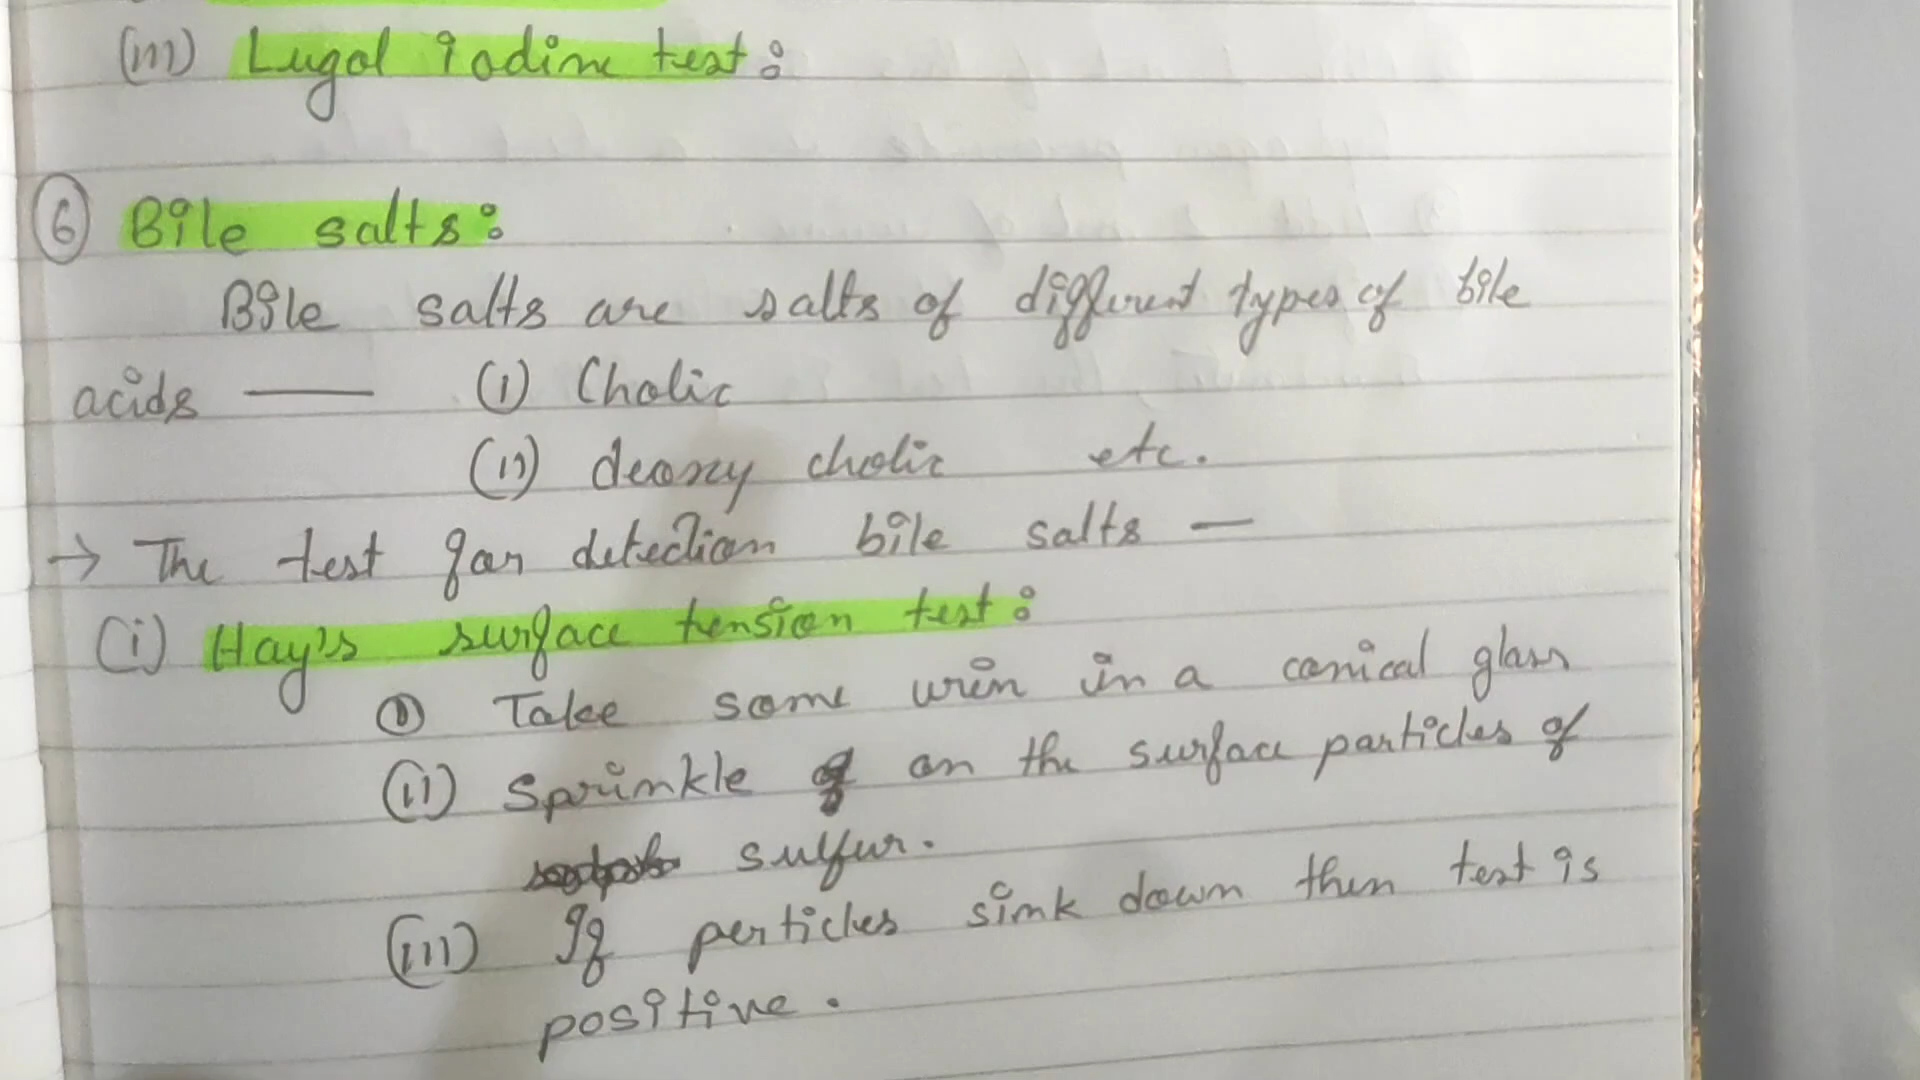 (iii) Lugol iodine test:
6 Bile salts:
Bile salts are salts of different types of bile
acids — (i) Cholic
(ii) deoxy cholic etc.
→ The test for detection bile salts —
(i) Hay's surface tension test:
(i) Take some urin in a conical glass
(ii) Sprinkle on the surface particles of
sulfur.
(iii) If perticles sink down then test is
positive.